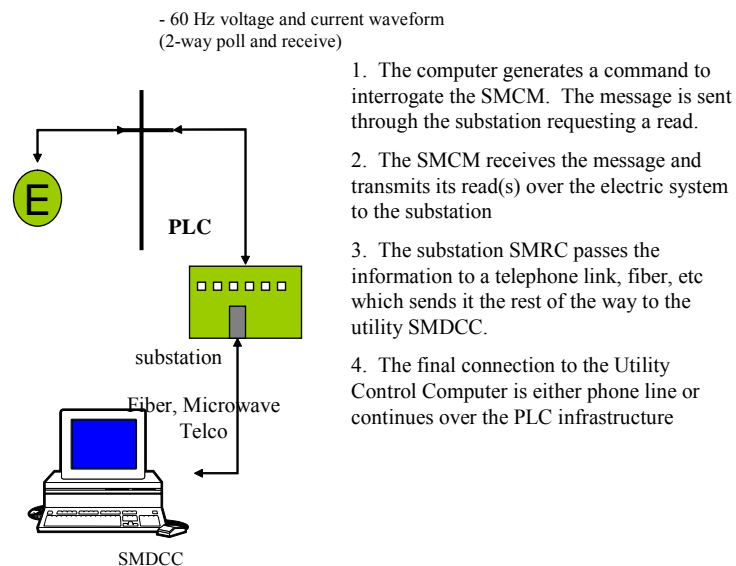 - 60 Hz voltage and current waveform
(2-way poll and receive)
1. The computer generates a command to
interrogate the SMCM. The message is sent
through the substation requesting a read.
2. The SMCM receives the message and
transmits its read(s) over the electric system
to the substation
3. The substation SMRC passes the
information to a telephone link, fiber, etc
which sends it the rest of the way to the
utility SMDCC.
4. The final connection to the Utility
Control Computer is either phone line or
continues over the PLC infrastructure
E
PLC
substation
Fiber, Microwave
Telco
SMDCC